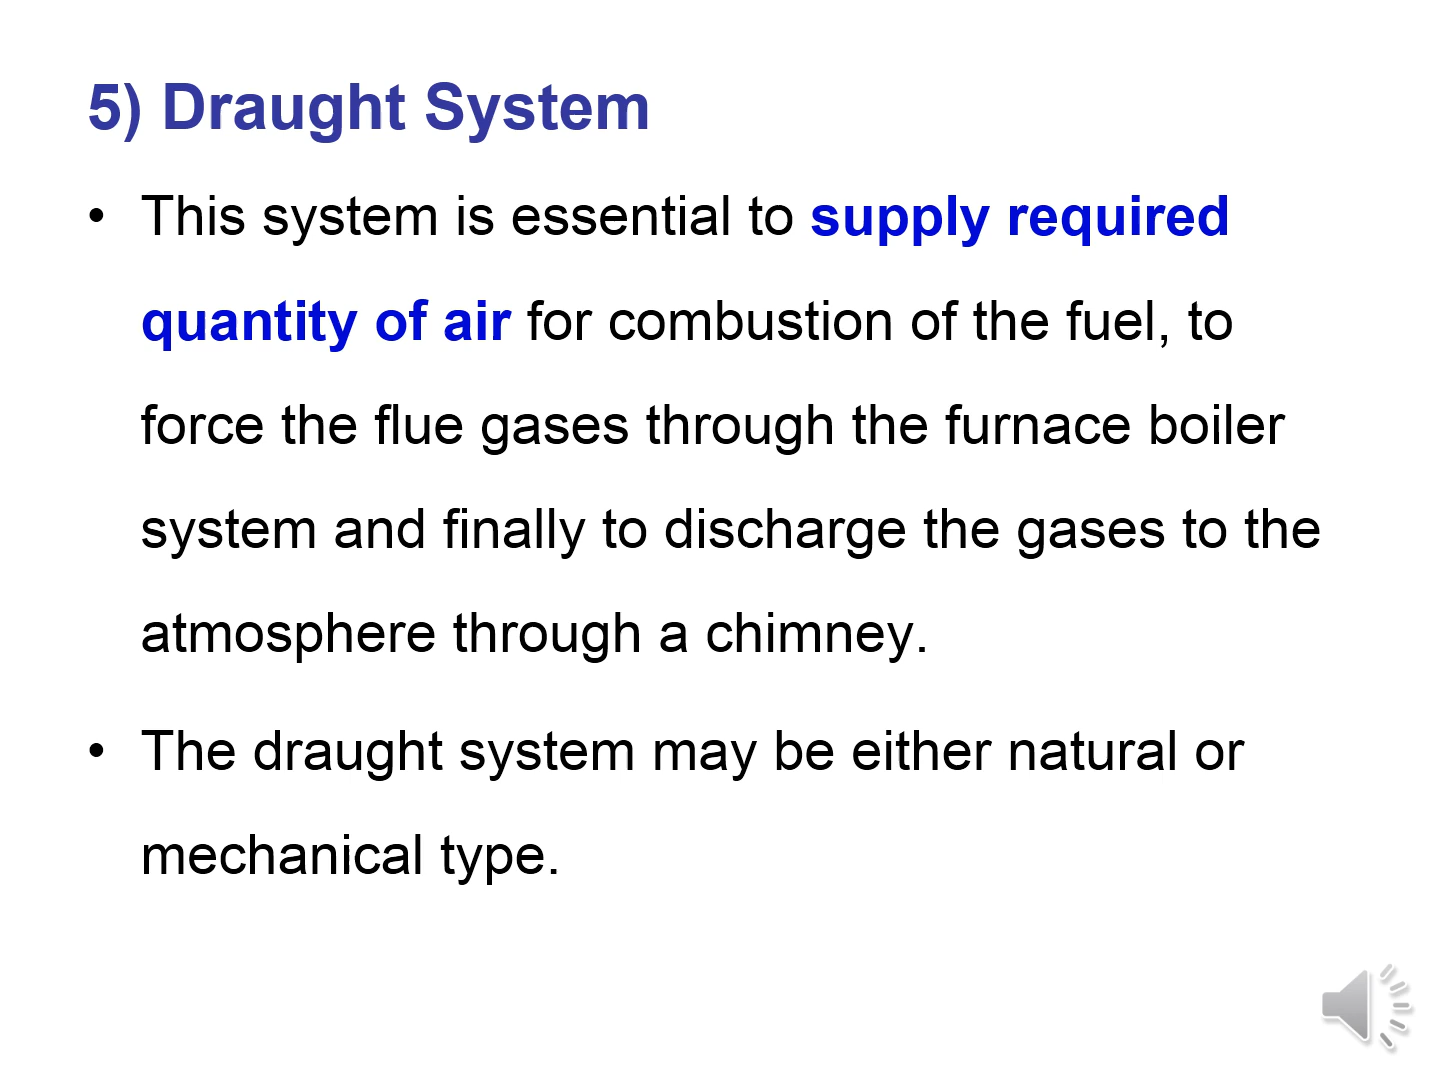 5) Draught System
• This system is essential to supply required
quantity of air for combustion of the fuel, to
force the flue gases through the furnace boiler
system and finally to discharge the gases to the
atmosphere through a chimney.
• The draught system may be either natural or
mechanical type.